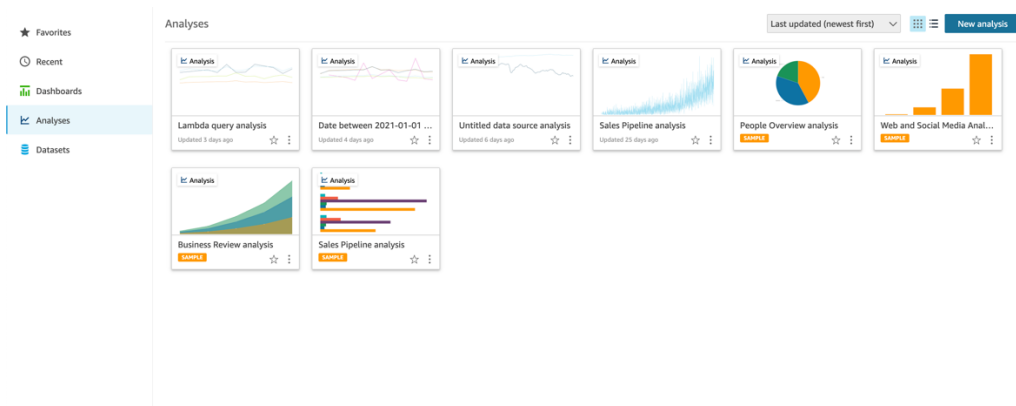 Favorites
Recent
Dashboards
Analyses
Datasets
Analyses
Last updated (newest first)
New analysis
Analysis
Lambda query analysis
Updated 3 days ago
Analysis
Date between 2021-01-01 ...
Updated 4 days ago
Analysis
Untitled data source analysis
Updated 6 days ago
Analysis
Sales Pipeline analysis
Updated 25 days ago
Analysis
People Overview analysis
SAMPLE
Analysis
Web and Social Media Anal...
SAMPLE
Analysis
Business Review analysis
SAMPLE
Analysis
Sales Pipeline analysis
SAMPLE